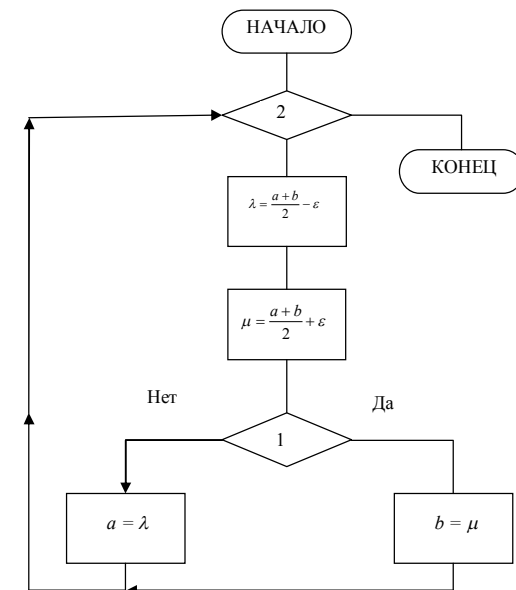 НАЧАЛО
2
КОНЕЦ
λ = a + b / 2 − ε
μ = a + b / 2 + ε
Нет
Да
1
a = λ
b = μ